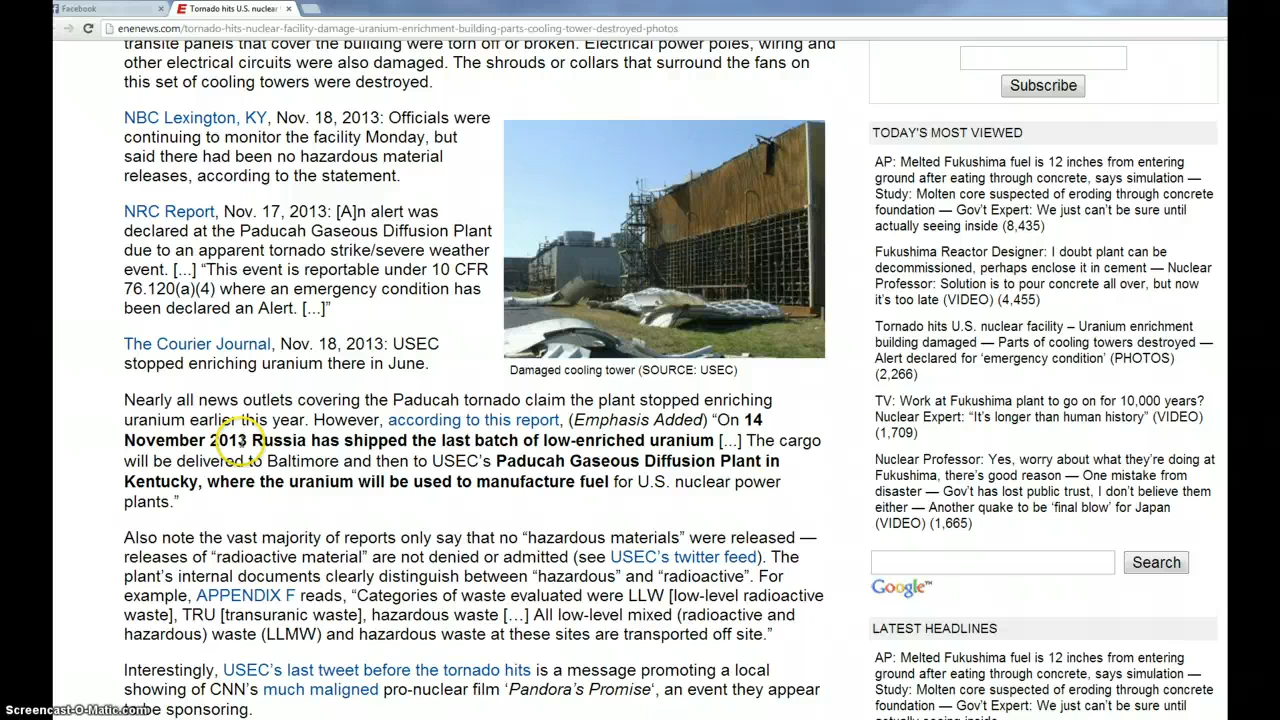 Facebook
Tornado hits U.S. nuclear
enenews.com/tornado-hits-nuclear-facility-damage-uranium-enrichment-building-parts-cooling-tower-destroyed-photos
transite panels that cover the building were torn off or broken. Electrical power poles, wiring and
other electrical circuits were also damaged. The shrouds or collars that surround the fans on
this set of cooling towers were destroyed.
NBC Lexington, KY, Nov. 18, 2013: Officials were
continuing to monitor the facility Monday, but
said there had been no hazardous material
releases, according to the statement.
NRC Report, Nov. 17, 2013: [A]n alert was
declared at the Paducah Gaseous Diffusion Plant
due to an apparent tornado strike/severe weather
event. [...] “This event is reportable under 10 CFR
76.120(a)(4) where an emergency condition has
been declared an Alert. [...]”
The Courier Journal, Nov. 18, 2013: USEC
stopped enriching uranium there in June.
Damaged cooling tower (SOURCE: USEC)
Nearly all news outlets covering the Paducah tornado claim the plant stopped enriching
uranium earlier this year. However, according to this report, (Emphasis Added) “On 14
November 2013 Russia has shipped the last batch of low-enriched uranium [...] The cargo
will be delivered to Baltimore and then to USEC’s Paducah Gaseous Diffusion Plant in
Kentucky, where the uranium will be used to manufacture fuel for U.S. nuclear power
plants.”
Also note the vast majority of reports only say that no “hazardous materials” were released —
releases of “radioactive material” are not denied or admitted (see USEC’s twitter feed). The
plant’s internal documents clearly distinguish between “hazardous” and “radioactive”. For
example, APPENDIX F reads, “Categories of waste evaluated were LLW [low-level radioactive
waste], TRU [transuranic waste], hazardous waste […] All low-level mixed (radioactive and
hazardous) waste (LLMW) and hazardous waste at these sites are transported off site.”
Interestingly, USEC’s last tweet before the tornado hits is a message promoting a local
showing of CNN’s much maligned pro-nuclear film ‘Pandora’s Promise‘, an event they appear
to be sponsoring.
Subscribe
TODAY'S MOST VIEWED
AP: Melted Fukushima fuel is 12 inches from entering
ground after eating through concrete, says simulation —
Study: Molten core suspected of eroding through concrete
foundation — Gov’t Expert: We just can’t be sure until
actually seeing inside (8,435)
Fukushima Reactor Designer: I doubt plant can be
decommissioned, perhaps enclose it in cement — Nuclear
Professor: Solution is to pour concrete all over, but now
it’s too late (VIDEO) (4,455)
Tornado hits U.S. nuclear facility – Uranium enrichment
building damaged — Parts of cooling towers destroyed —
Alert declared for ‘emergency condition’ (PHOTOS)
(2,266)
TV: Work at Fukushima plant to go on for 10,000 years?
Nuclear Expert: “It’s longer than human history” (VIDEO)
(1,709)
Nuclear Professor: Yes, worry about what they’re doing at
Fukushima, there’s good reason — One mistake from
disaster — Gov’t has lost public trust, I don’t believe them
either — Another quake to be ‘final blow’ for Japan
(VIDEO) (1,665)
Search
Google™
LATEST HEADLINES
AP: Melted Fukushima fuel is 12 inches from entering
ground after eating through concrete, says simulation —
Study: Molten core suspected of eroding through concrete
foundation — Gov’t Expert: We just can’t be sure until
actually seeing inside
Screencast-O-Matic.com